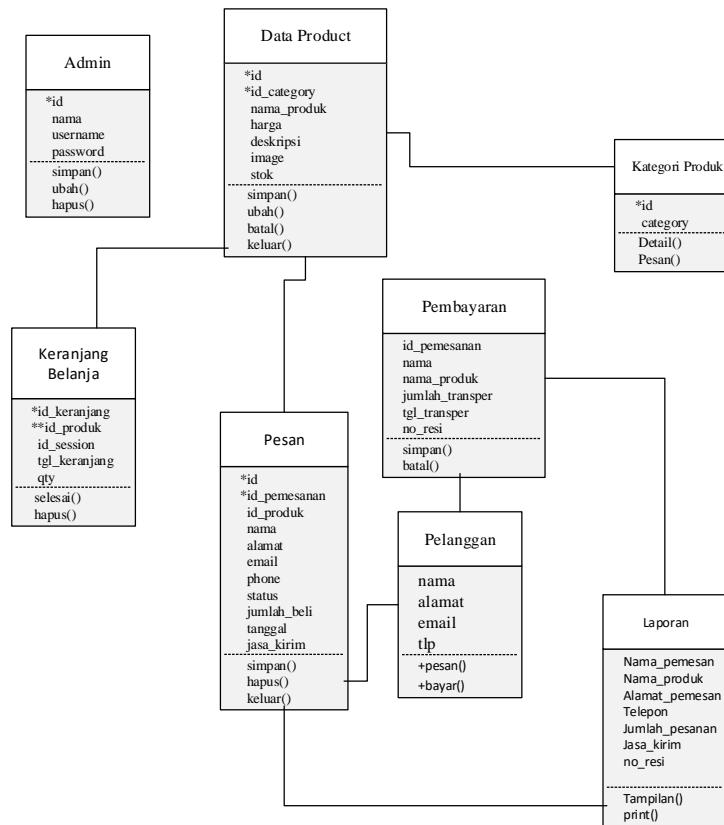 Admin
*id
nama
username
password
simpan()
ubah()
hapus()
Data Product
*id
*id_category
nama_produk
harga
deskripsi
image
stok
simpan()
ubah()
batal()
keluar()
Kategori Produk
*id
category
Detail()
Pesan()
Keranjang
Belanja
*id_keranjang
**id_produk
id_session
tgl_keranjang
qty
selesai()
hapus()
Pesan
*id
*id_pemesanan
id_produk
nama
alamat
email
phone
status
jumlah_beli
tanggal
jasa_kirim
simpan()
hapus()
keluar()
Pembayaran
id_pemesanan
nama
nama_produk
jumlah_transper
tgl_transper
no_resi
simpan()
batal()
Pelanggan
nama
alamat
email
tlp
+pesan()
+bayar()
Laporan
Nama_pemesan
Nama_produk
Alamat_pemesan
Telepon
Jumlah_pesanan
Jasa_kirim
no_resi
Tampilan()
print()